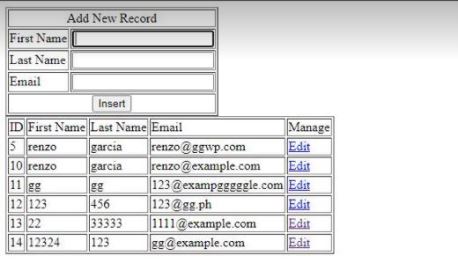 Add New Record
First Name
Last Name
Email
Insert
ID First Name Last Name Email Manage
5 renzo garcia renzo@ggwp.com Edit
10 renzo garcia renzo@example.com Edit
11 gg gg 123@exampgggggle.com Edit
12 123 456 123@gg.ph Edit
13 22 33333 1111@example.com Edit
14 12324 123 gg@example.com Edit